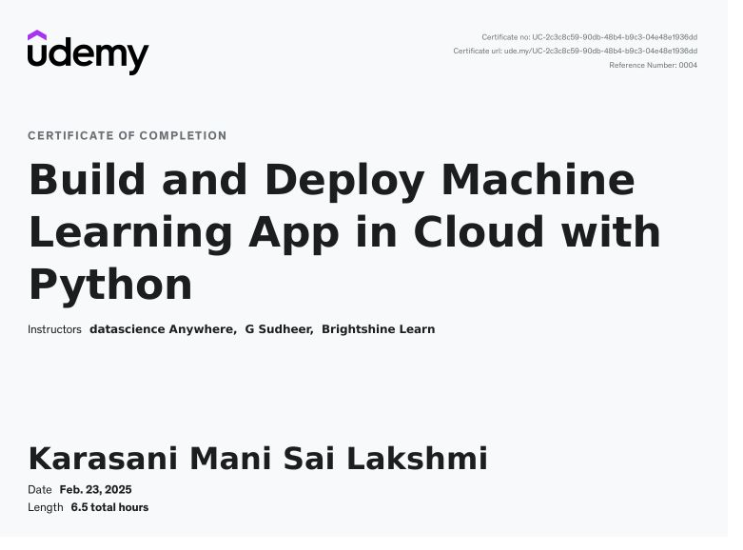 udemy
Certificate no: UC-2c3c8c59-90db-48b4-b9c3-04e48e1936dd
Certificate url: ude.my/UC-2c3c8c59-90db-48b4-b9c3-04e48e1936dd
Reference Number: 0004
CERTIFICATE OF COMPLETION
Build and Deploy Machine
Learning App in Cloud with
Python
Instructors datascience Anywhere, G Sudheer, Brightshine Learn
Karasani Mani Sai Lakshmi
Date Feb. 23, 2025
Length 6.5 total hours